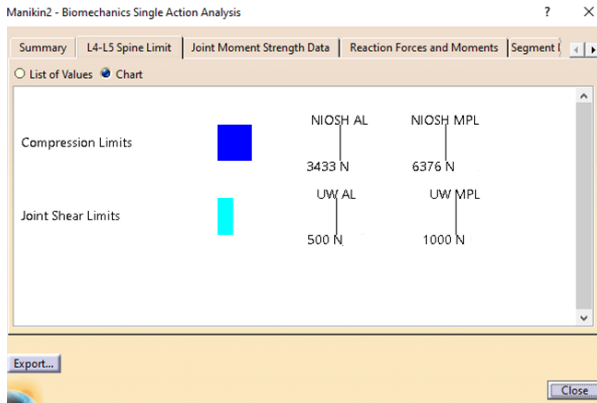 Manikin2 - Biomechanics Single Action Analysis ? ×
Summary L4-L5 Spine Limit Joint Moment Strength Data Reaction Forces and Moments Segment
List of Values Chart
NIOSH AL NIOSH MPL
Compression Limits
3433 N 6376 N
UW AL UW MPL
Joint Shear Limits
500 N 1000 N
Export...
Close